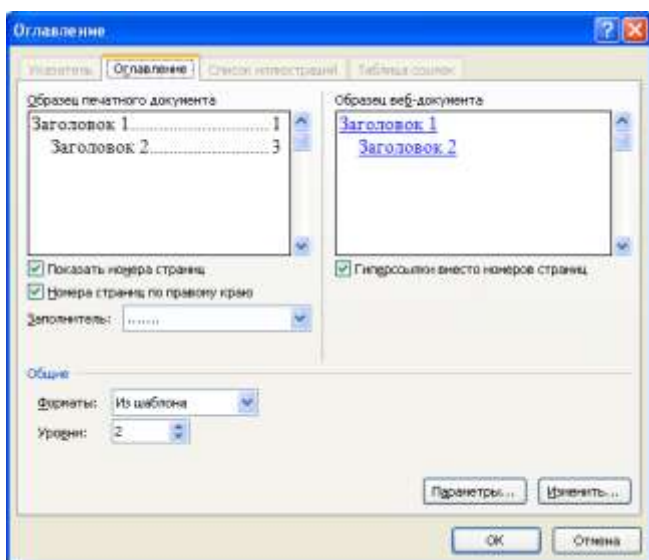 Оглавление
Указатель Оглавление Список иллюстраций Таблица ссылок
Образец печатного документа
Заголовок 1.................... 1
Заголовок 2.................... 3
Образец веб-документа
Заголовок 1
Заголовок 2
Показать номера страниц
Номера страниц по правому краю
Заполнитель: .......
Гиперссылки вместо номеров страниц
Общие
Форматы: Из шаблона
Уровни: 2
Параметры... Изменить...
ОК Отмена